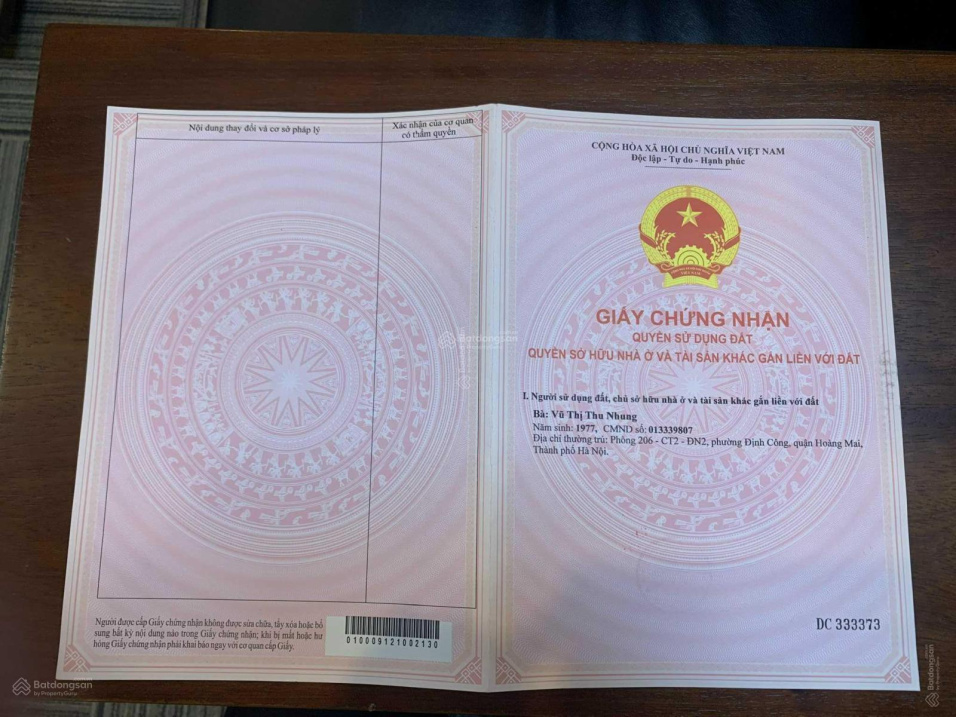 Nội dung thay đổi và cơ sở pháp lý
Xác nhận của cơ quan
có thẩm quyền
Người được cấp Giấy chứng nhận không được sửa chữa, tẩy xóa hoặc bổ
sung bất kỳ nội dung nào trong Giấy chứng nhận; khi bị mất hoặc hư
hỏng Giấy chứng nhận phải khai báo ngay với cơ quan cấp Giấy.
010009121002130
CỘNG HÒA XÃ HỘI CHỦ NGHĨA VIỆT NAM
Độc lập - Tự do - Hạnh phúc
GIẤY CHỨNG NHẬN
QUYỀN SỬ DỤNG ĐẤT
QUYỀN SỞ HỮU NHÀ Ở VÀ TÀI SẢN KHÁC GẮN LIỀN VỚI ĐẤT
I. Người sử dụng đất, chủ sở hữu nhà ở và tài sản khác gắn liền với đất
Bà: Vũ Thị Thu Nhung
Năm sinh: 1977, CMND số: 013339807
Địa chỉ thường trú: Phòng 206 - CT2 - ĐN2, phường Định Công, quận Hoàng Mai,
Thành phố Hà Nội.
DC 333373
Batdongsan
Batdongsan
by PropertyGuru
Batdongsan
by PropertyGuru